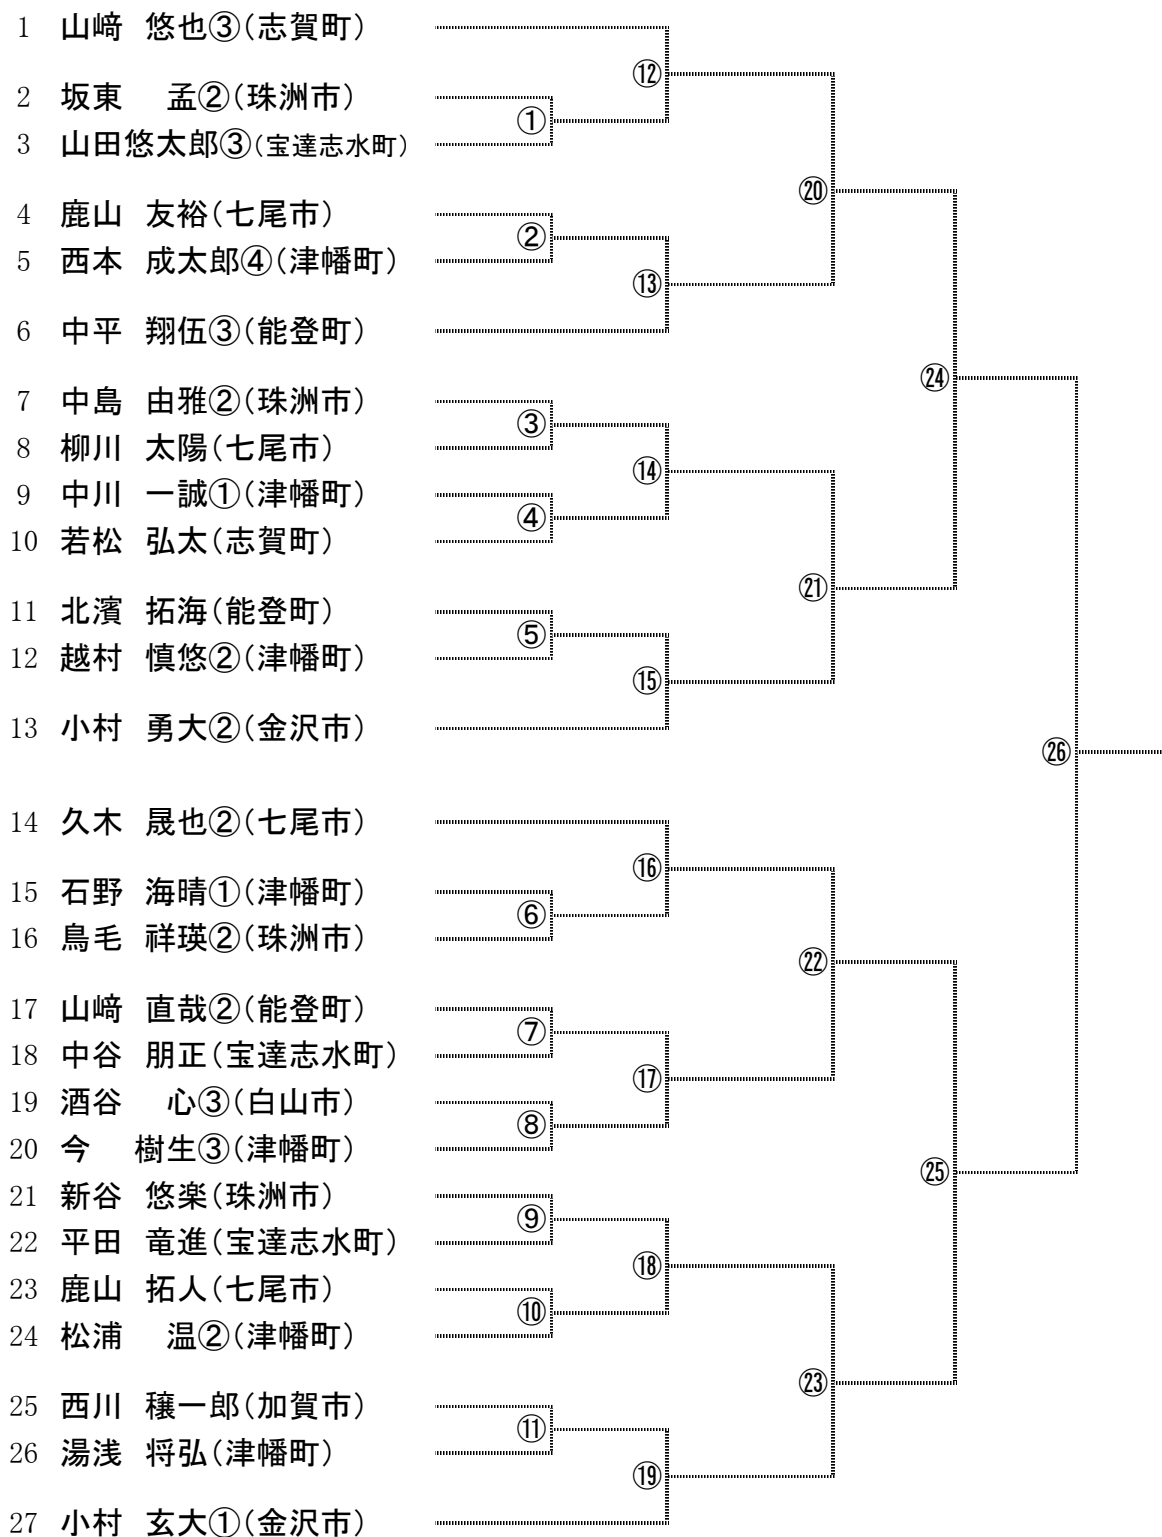 1 山﨑 悠也③(志賀町)
⑫
2 坂東 孟②(珠洲市)
①
3 山田悠太郎③(宝達志水町)
⑳
4 鹿山 友裕(七尾市)
②
5 西本 成太郎④(津幡町)
⑬
6 中平 翔伍③(能登町)
㉔
7 中島 由雅②(珠洲市)
③
8 柳川 太陽(七尾市)
⑭
9 中川 一誠①(津幡町)
④
10 若松 弘太(志賀町)
㉑
11 北濱 拓海(能登町)
⑤
12 越村 慎悠②(津幡町)
⑮
13 小村 勇大②(金沢市)
㉖
14 久木 晟也②(七尾市)
⑯
15 石野 海晴①(津幡町)
⑥
16 鳥毛 祥瑛②(珠洲市)
㉒
17 山﨑 直哉②(能登町)
⑦
18 中谷 朋正(宝達志水町)
⑰
19 酒谷 心③(白山市)
⑧
20 今 樹生③(津幡町)
㉕
21 新谷 悠楽(珠洲市)
⑨
22 平田 竜進(宝達志水町)
⑱
23 鹿山 拓人(七尾市)
⑩
24 松浦 温②(津幡町)
㉓
25 西川 穣一郎(加賀市)
⑪
26 湯浅 将弘(津幡町)
⑲
27 小村 玄大①(金沢市)